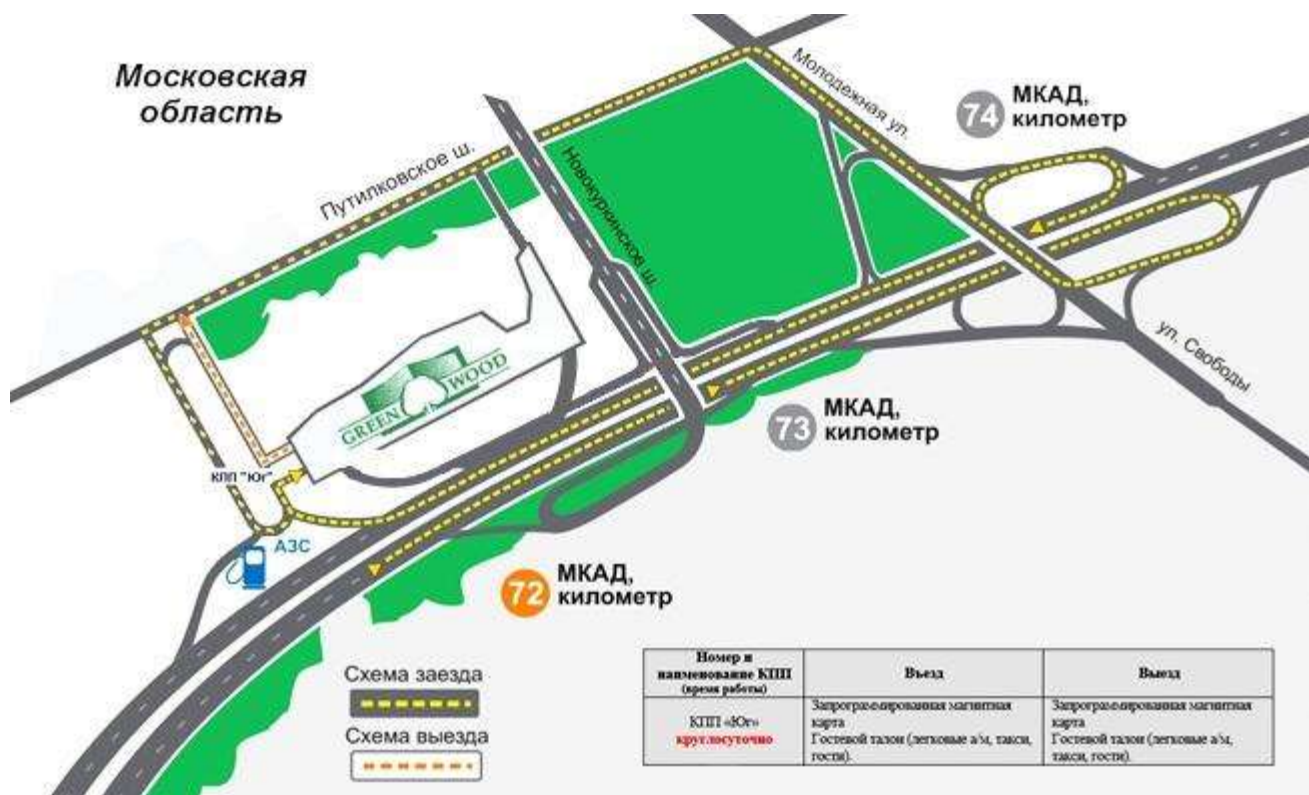 Московская
область
Молодежная ул.
74
МКАД,
километр
Путилковское ш.
Новокуркинское ш.
GREEN WOOD
ул. Свободы
73
МКАД,
километр
КПП "Юг"
АЗС
72
МКАД,
километр
Схема заезда
Схема выезда
Номер и
наименование КПП
(время работы)
Въезд
Выезд
КПП «Юг»
круглосуточно
Запрограммированная магнитная
карта
Гостевой талон (легковые а/м, такси,
гости).
Запрограммированная магнитная
карта
Гостевой талон (легковые а/м,
такси, гости).